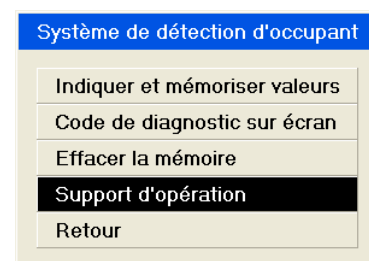 Système de détection d'occupant
Indiquer et mémoriser valeurs
Code de diagnostic sur écran
Effacer la mémoire
Support d'opération
Retour